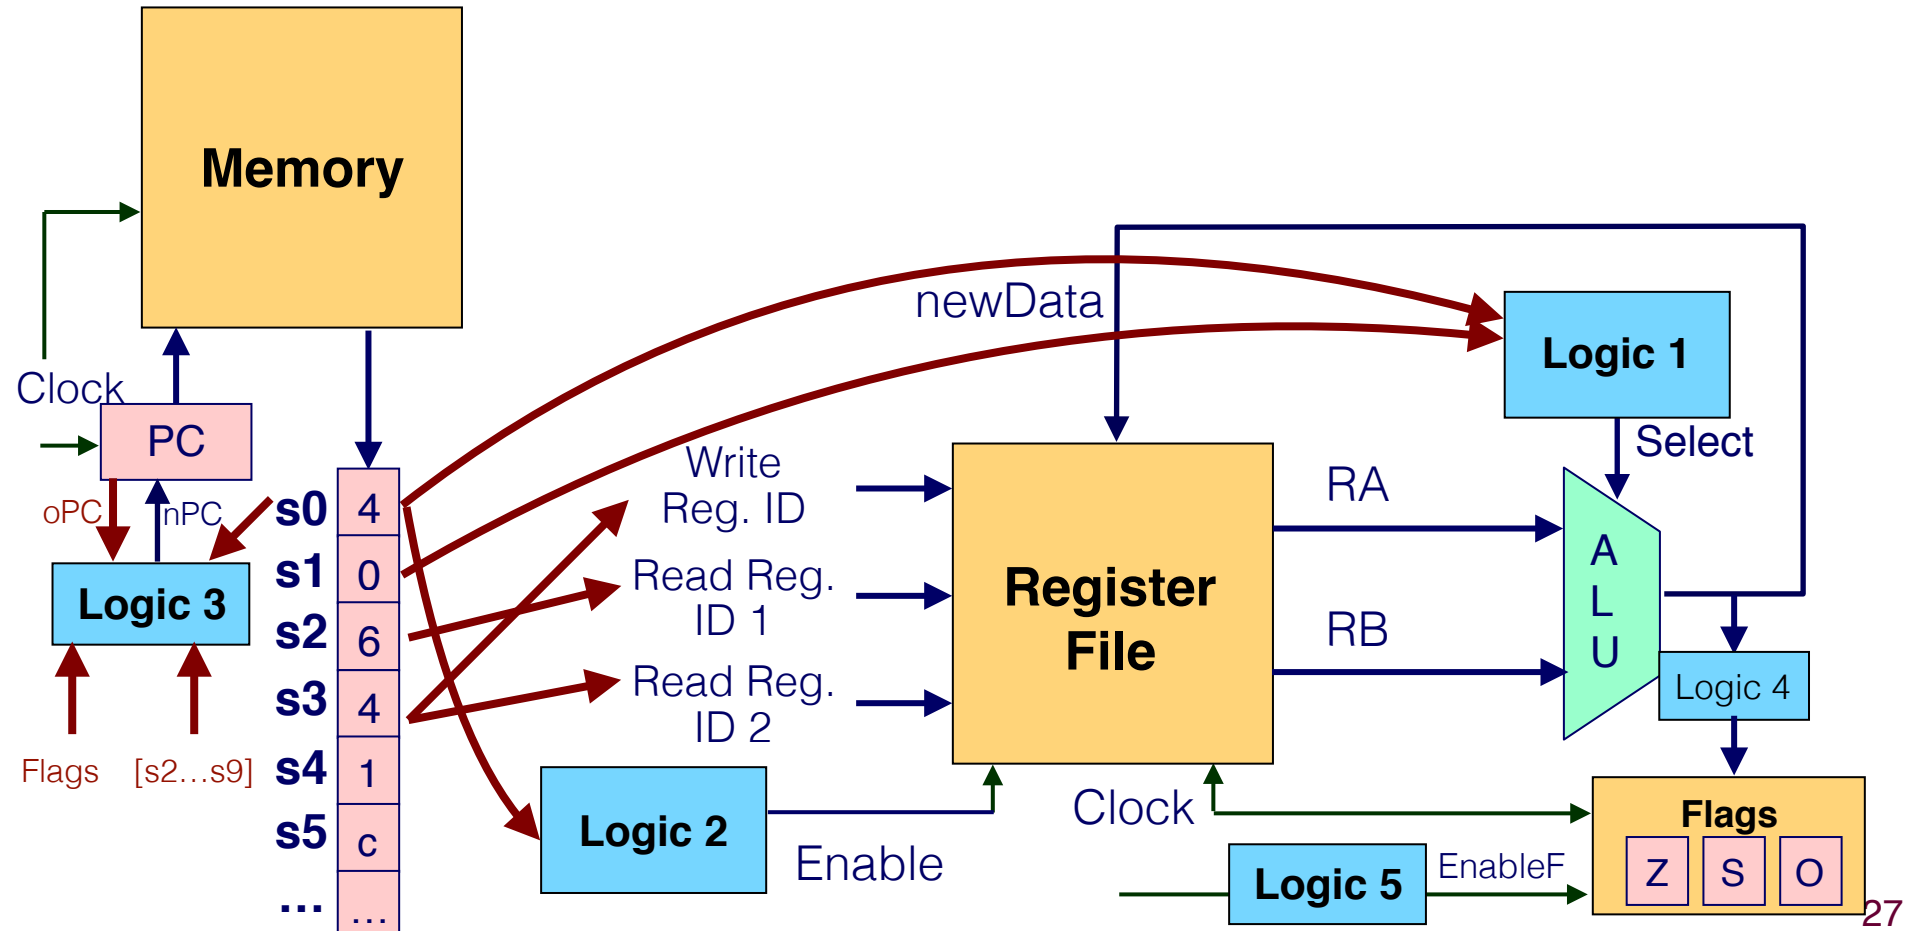 Memory
newData
Logic 1
Clock
PC
Select
Write
Reg. ID
RA
s0 4
oPC
nPC
s1 0
Read Reg.
ID 1
Register
File
A
L
U
Logic 3
s2 6
RB
s3 4
Read Reg.
ID 2
Logic 4
Flags
[s2...s9]
s4 1
Logic 2
Clock
Flags
s5 c
Enable
Logic 5
EnableF
Z S O
... ...
27